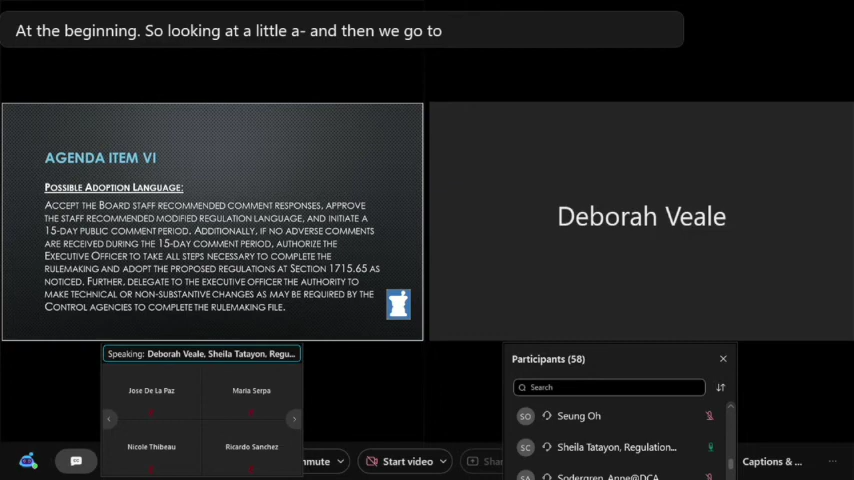 At the beginning. So looking at a little a- and then we go to
AGENDA ITEM VI
POSSIBLE ADOPTION LANGUAGE:
ACCEPT THE BOARD STAFF RECOMMENDED COMMENT RESPONSES, APPROVE
THE STAFF RECOMMENDED MODIFIED REGULATION LANGUAGE, AND INITIATE A
15-DAY PUBLIC COMMENT PERIOD. ADDITIONALLY, IF NO ADVERSE COMMENTS
ARE RECEIVED DURING THE 15-DAY COMMENT PERIOD, AUTHORIZE THE
EXECUTIVE OFFICER TO TAKE ALL STEPS NECESSARY TO COMPLETE THE
RULEMAKING AND ADOPT THE PROPOSED REGULATIONS AT SECTION 1715.65 AS
NOTICED. FURTHER, DELEGATE TO THE EXECUTIVE OFFICER THE AUTHORITY TO
MAKE TECHNICAL OR NON-SUBSTANTIVE CHANGES AS MAY BE REQUIRED BY THE
CONTROL AGENCIES TO COMPLETE THE RULEMAKING FILE.
Deborah Veale
Speaking: Deborah Veale, Sheila Tatayon, Regu...
Jose De La Paz
Maria Serpa
Nicole Thibeau
Ricardo Sanchez
Participants (58)
Search
SO Seung Oh
SC Sheila Tatayon, Regulation...
SA Sodergren, Anne@DCA
mute
Start video
Shar
Captions & ...